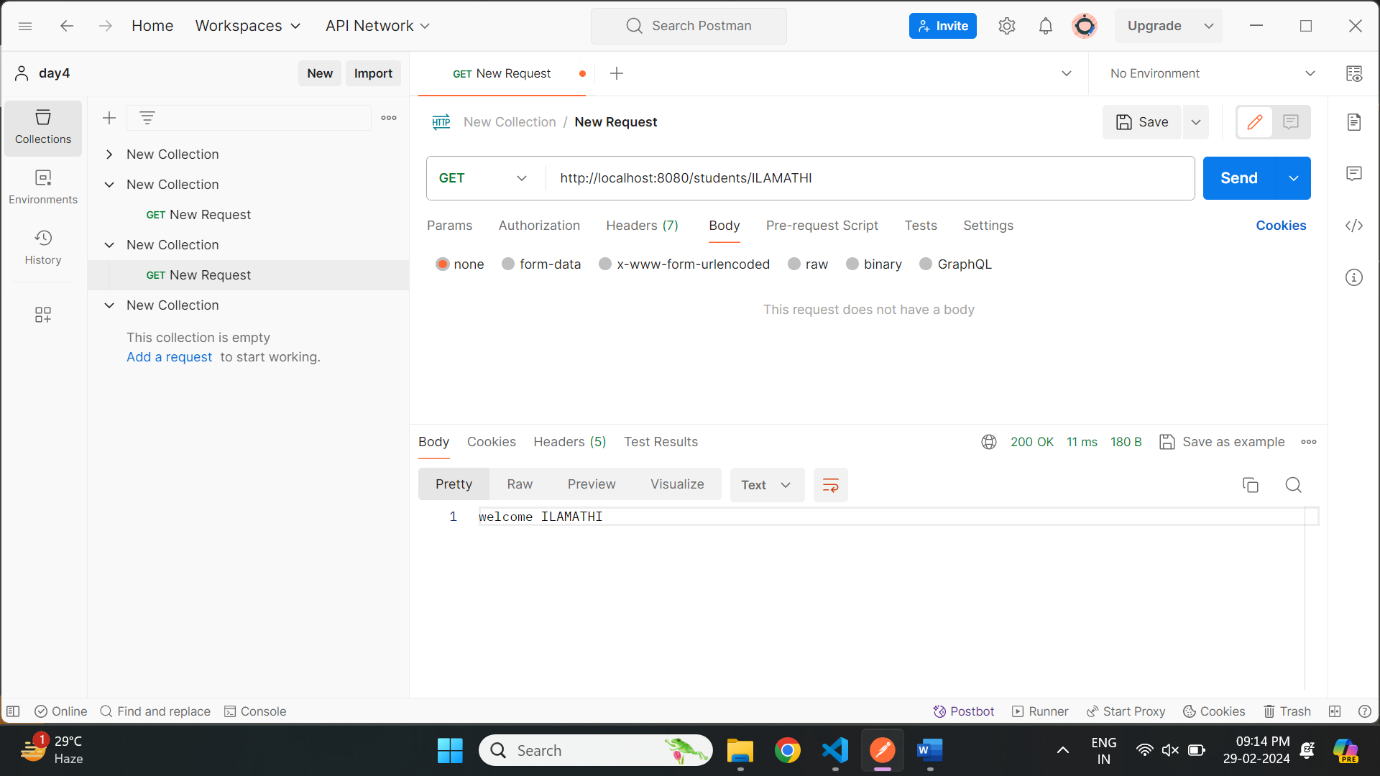 Home Workspaces API Network Search Postman Invite Upgrade
day4 New Import GET New Request No Environment
Collections
Environments
History
New Collection
New Collection
GET New Request
New Collection
GET New Request
New Collection
This collection is empty
Add a request to start working.
HTTP New Collection / New Request Save
GET http://localhost:8080/students/ILAMATHI Send
Params Authorization Headers (7) Body Pre-request Script Tests Settings Cookies
none form-data x-www-form-urlencoded raw binary GraphQL
This request does not have a body
Body Cookies Headers (5) Test Results 200 OK 11 ms 180 B Save as example
Pretty Raw Preview Visualize Text
1 welcome ILAMATHI
Online Find and replace Console Postbot Runner Start Proxy Cookies Trash
1 29°C
Haze
Search
ENG
IN
09:14 PM
29-02-2024
PRE